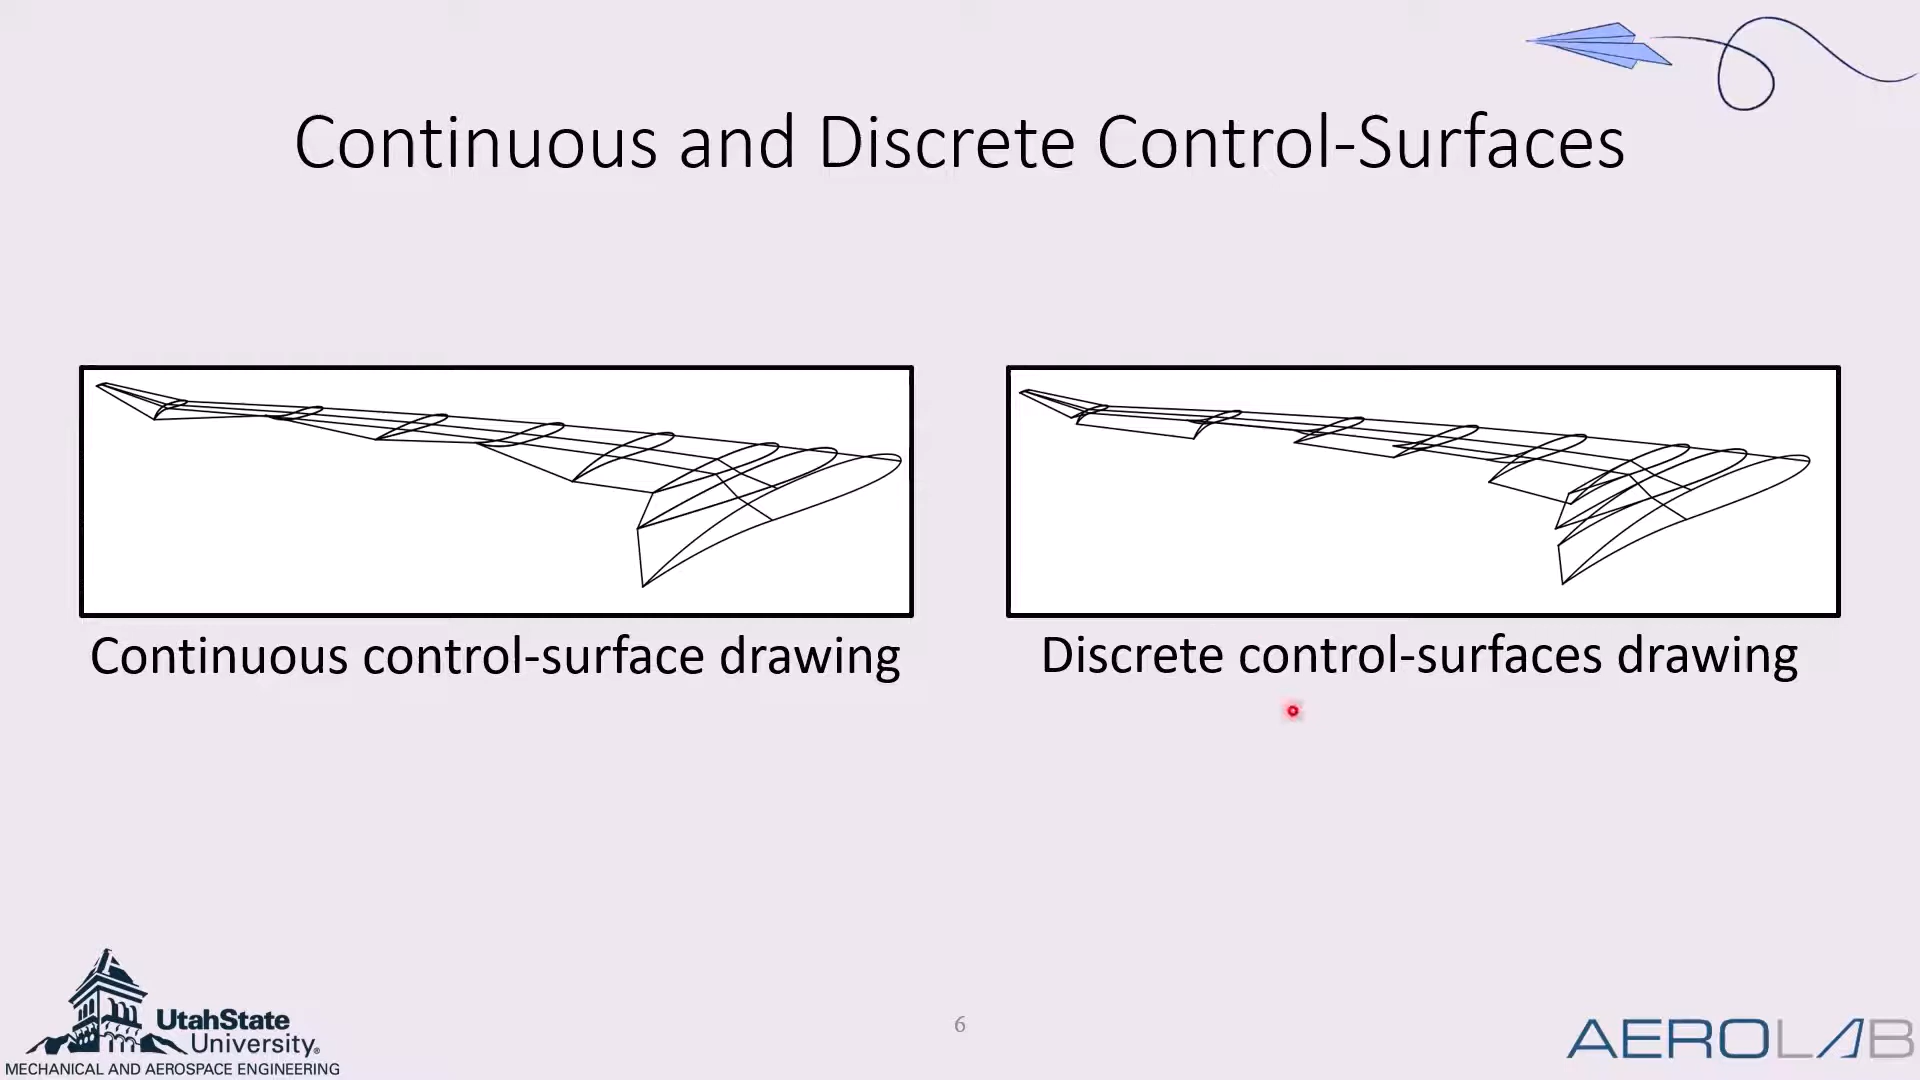 Continuous and Discrete Control-Surfaces
Continuous control-surface drawing
Discrete control-surfaces drawing
UtahState
University®
MECHANICAL AND AEROSPACE ENGINEERING
6
AEROLAB